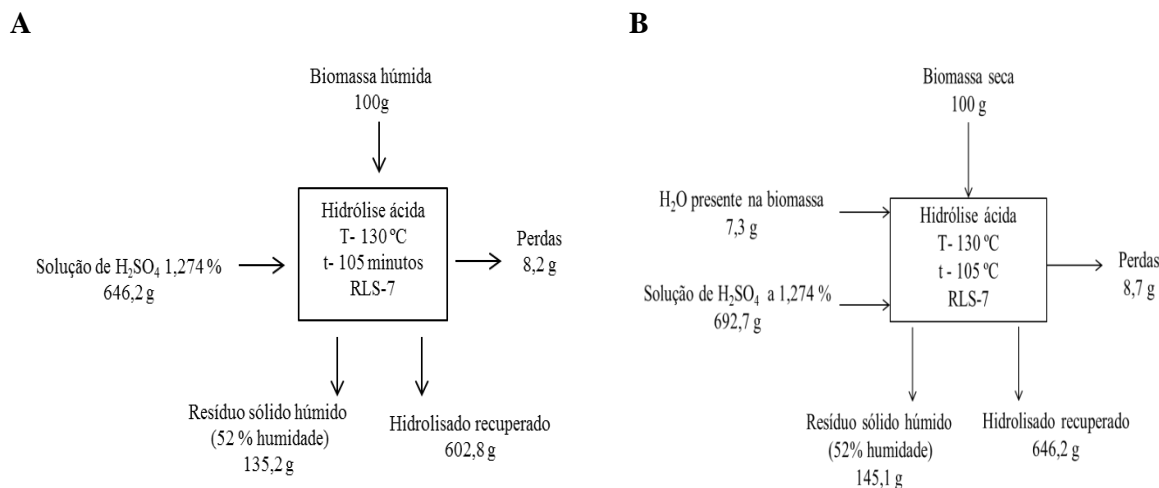 A
Biomassa húmida
100g
Hidrólise ácida
T- 130 ºC
t- 105 minutos
RLS-7
Solução de H₂SO₄ 1,274 %
646,2 g
Perdas
8,2 g
Resíduo sólido húmido
(52 % humidade)
135,2 g
Hidrolisado recuperado
602,8 g
B
Biomassa seca
100 g
H₂O presente na biomassa
7,3 g
Hidrólise ácida
T- 130 ºC
t - 105 ºC
RLS-7
Solução de H₂SO₄ a 1,274%
692,7 g
Perdas
8,7 g
Resíduo sólido húmido
(52% humidade)
145,1 g
Hidrolisado recuperado
646,2 g